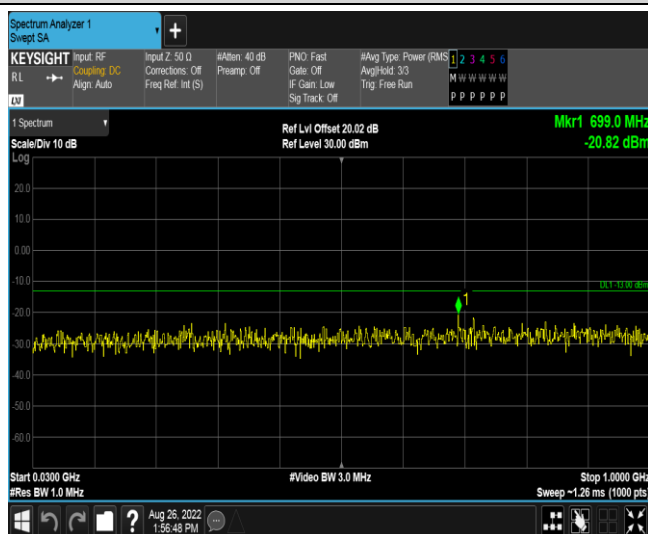 Spectrum Analyzer 1
Swept SA
+
KEYSIGHT
RL
LXI
Input: RF
Coupling: DC
Align: Auto
Input Z: 50 Ω
Corrections: Off
Freq Ref: Int (S)
#Atten: 40 dB
Preamp: Off
PNO: Fast
Gate: Off
IF Gain: Low
Sig Track: Off
#Avg Type: Power (RMS
Avg|Hold: 3/3
Trig: Free Run
1 2 3 4 5 6
M W W W W W
P P P P P P
1 Spectrum
Scale/Div 10 dB
Log
Ref Lvl Offset 20.02 dB
Ref Level 30.00 dBm
Mkr1 699.0 MHz
-20.82 dBm
20.0
10.0
0.00
-10.0
-20.0
-30.0
-40.0
-50.0
-60.0
DL1 -13.00 dBm
1
Start 0.0300 GHz
#Res BW 1.0 MHz
#Video BW 3.0 MHz
Stop 1.0000 GHz
Sweep ~1.26 ms (1000 pts)
?
Aug 26, 2022
1:56:48 PM